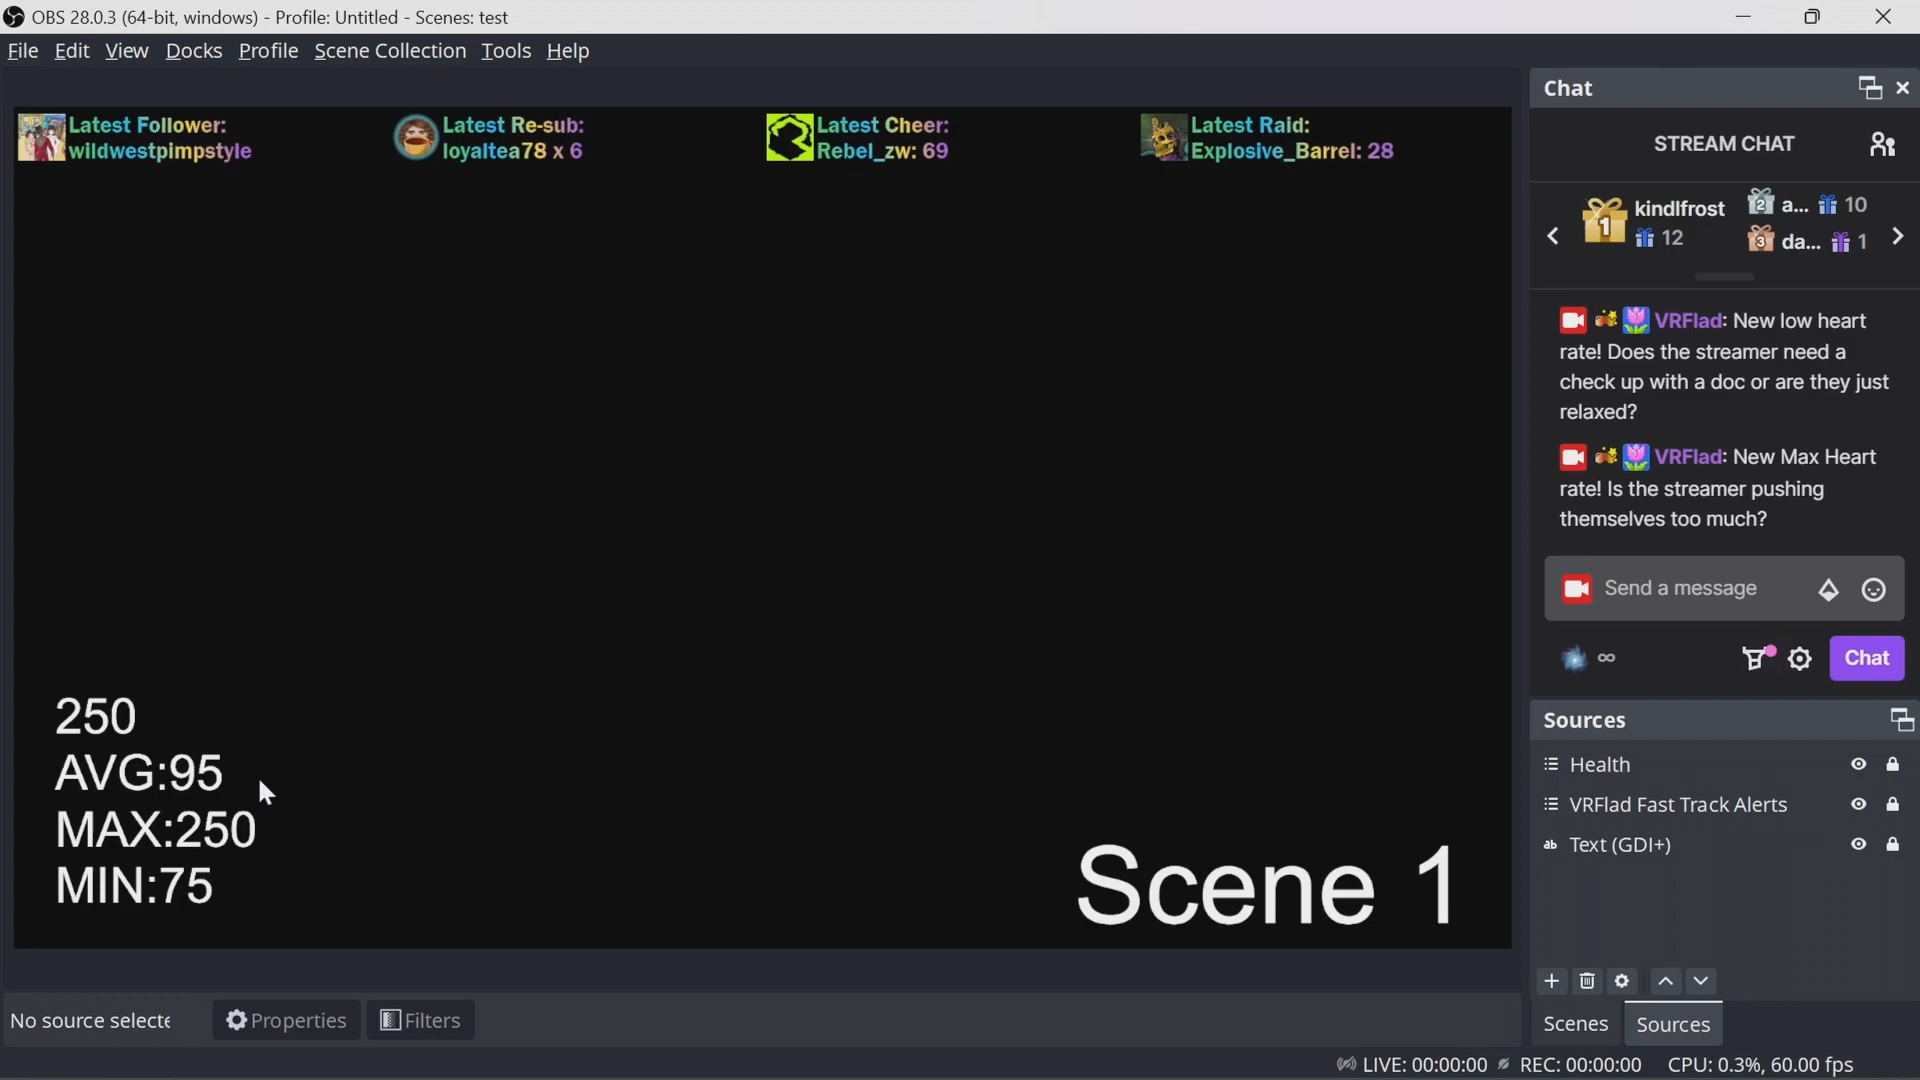 OBS 28.0.3 (64-bit, windows) - Profile: Untitled - Scenes: test
File Edit View Docks Profile Scene Collection Tools Help
Latest Follower:
wildwestpimpstyle
Latest Re-sub:
loyaltea78 x 6
Latest Cheer:
Rebel_zw: 69
Latest Raid:
Explosive_Barrel: 28
250
AVG:95
MAX:250
MIN:75
Scene 1
Chat
STREAM CHAT
1 kindlfrost
12
2 a... 10
3 da... 1
VRFlad: New low heart
rate! Does the streamer need a
check up with a doc or are they just
relaxed?
VRFlad: New Max Heart
rate! Is the streamer pushing
themselves too much?
Send a message
∞
Chat
Sources
Health
VRFlad Fast Track Alerts
ab Text (GDI+)
Scenes Sources
No source selecte
Properties Filters
LIVE: 00:00:00 REC: 00:00:00 CPU: 0.3%, 60.00 fps